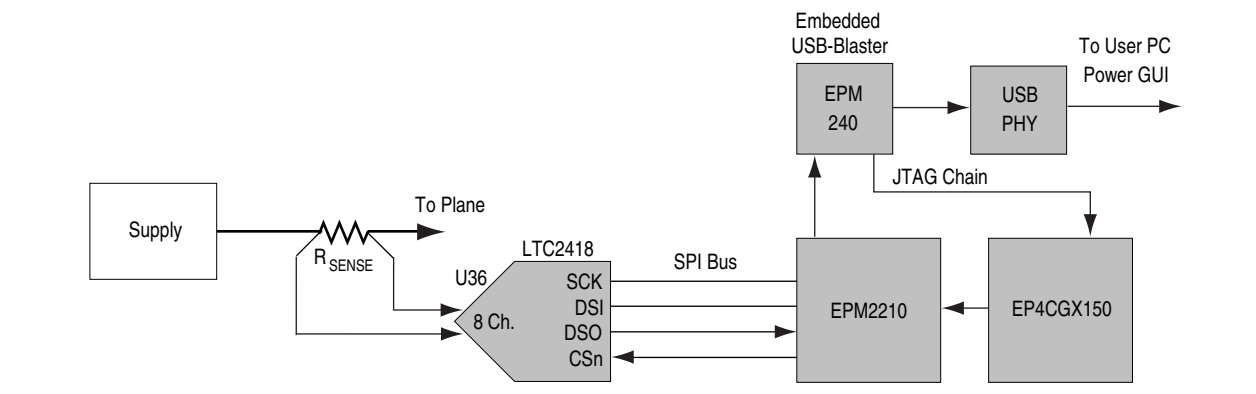 Embedded
USB-Blaster
To User PC
Power GUI
EPM
240
USB
PHY
JTAG Chain
Supply
To Plane
RSENSE
LTC2418
U36
8 Ch.
SCK
DSI
DSO
CSn
SPI Bus
EPM2210
EP4CGX150